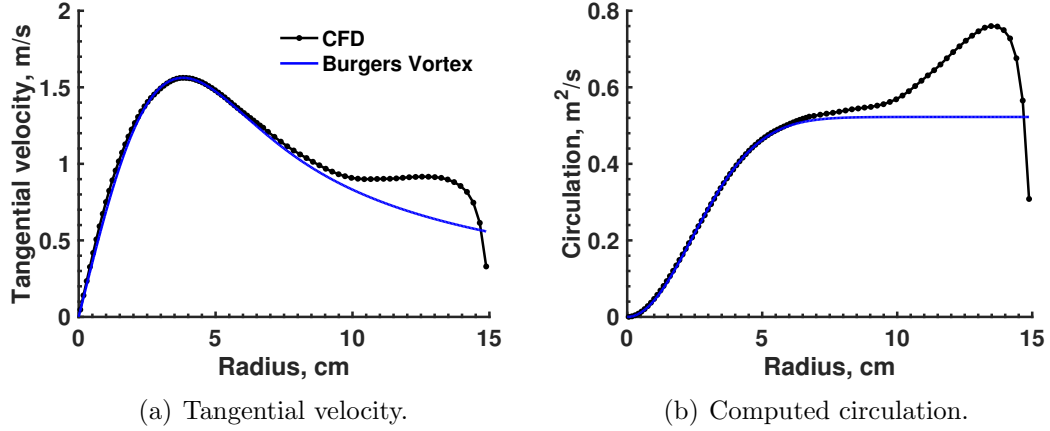 2
1.5
1
0.5
0
Tangential velocity, m/s
CFD
Burgers Vortex
0 5 10 15
Radius, cm
(a) Tangential velocity.
0.8
0.6
0.4
0.2
0
Circulation, m²/s
0 5 10 15
Radius, cm
(b) Computed circulation.